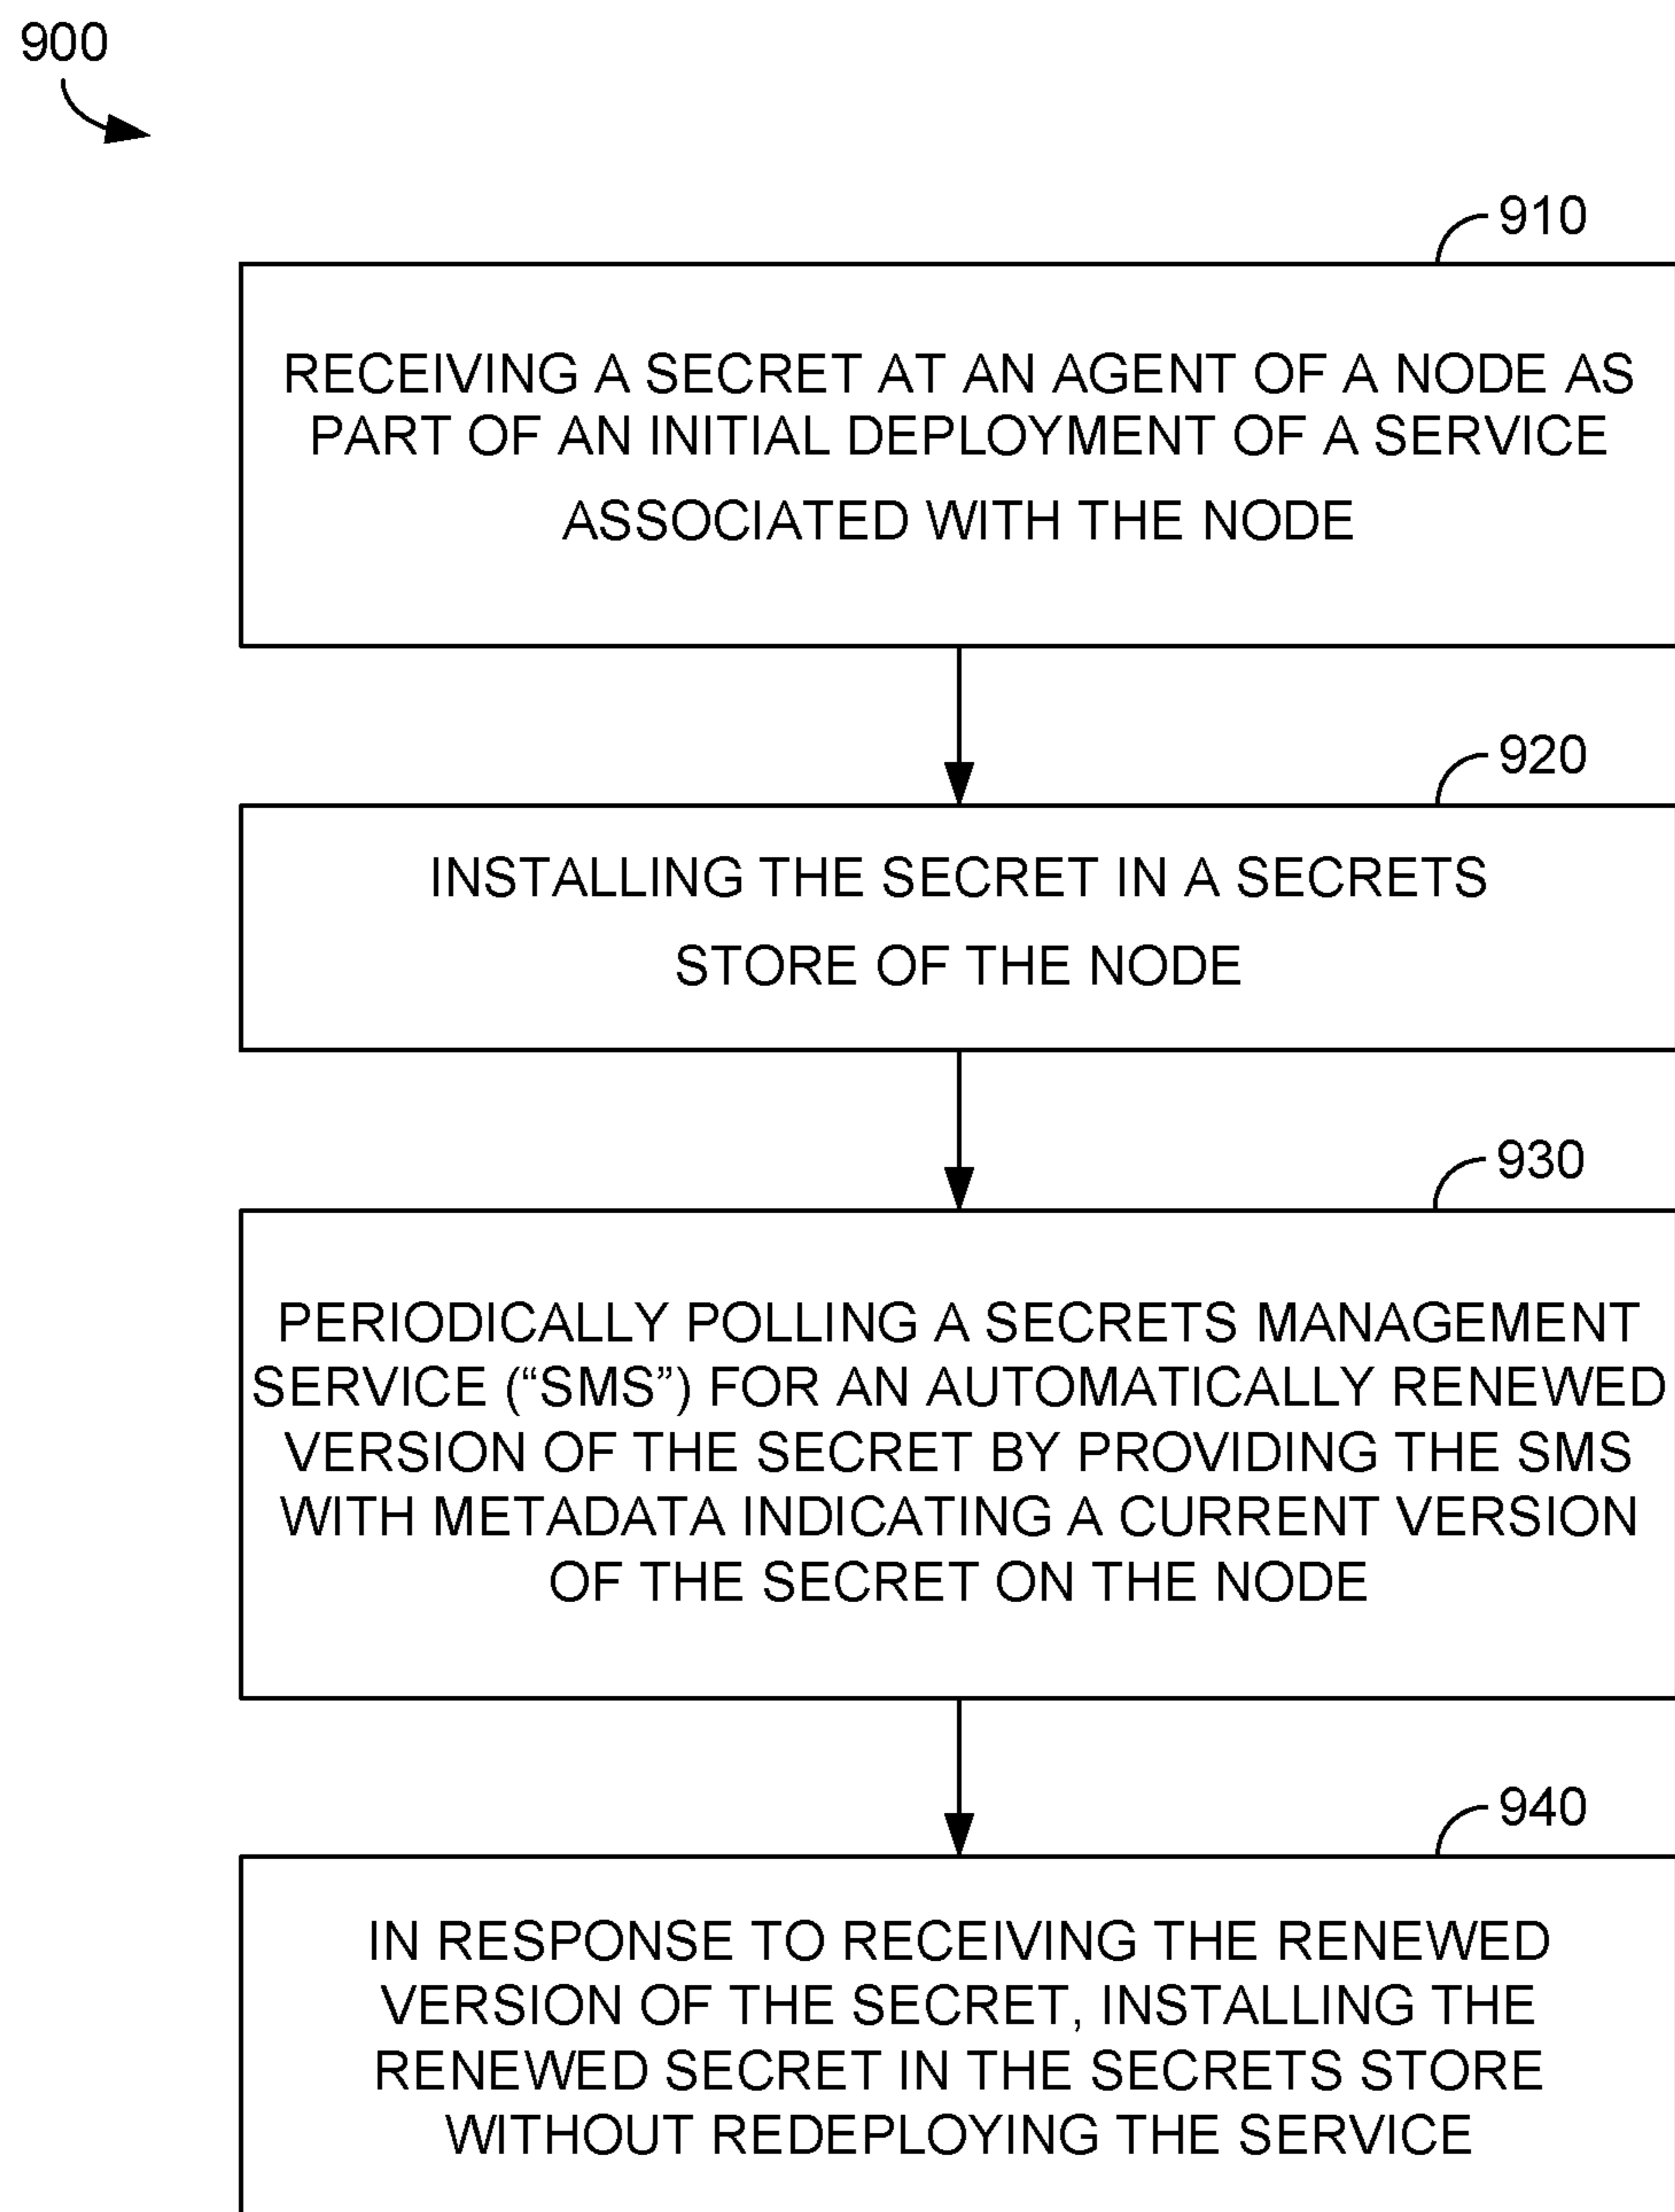 900
910
RECEIVING A SECRET AT AN AGENT OF A NODE AS
PART OF AN INITIAL DEPLOYMENT OF A SERVICE
ASSOCIATED WITH THE NODE
920
INSTALLING THE SECRET IN A SECRETS
STORE OF THE NODE
930
PERIODICALLY POLLING A SECRETS MANAGEMENT
SERVICE (“SMS”) FOR AN AUTOMATICALLY RENEWED
VERSION OF THE SECRET BY PROVIDING THE SMS
WITH METADATA INDICATING A CURRENT VERSION
OF THE SECRET ON THE NODE
940
IN RESPONSE TO RECEIVING THE RENEWED
VERSION OF THE SECRET, INSTALLING THE
RENEWED SECRET IN THE SECRETS STORE
WITHOUT REDEPLOYING THE SERVICE